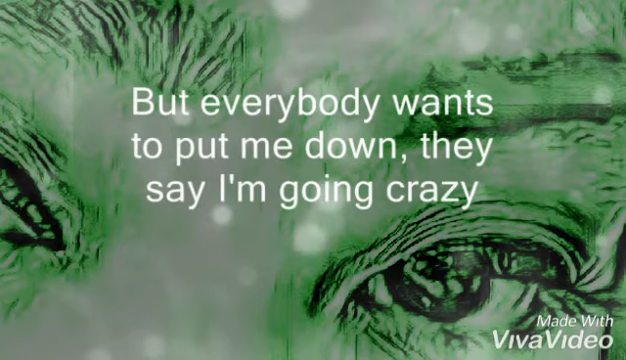 But everybody wants
to put me down, they
say I'm going crazy
Made With
VivaVideo